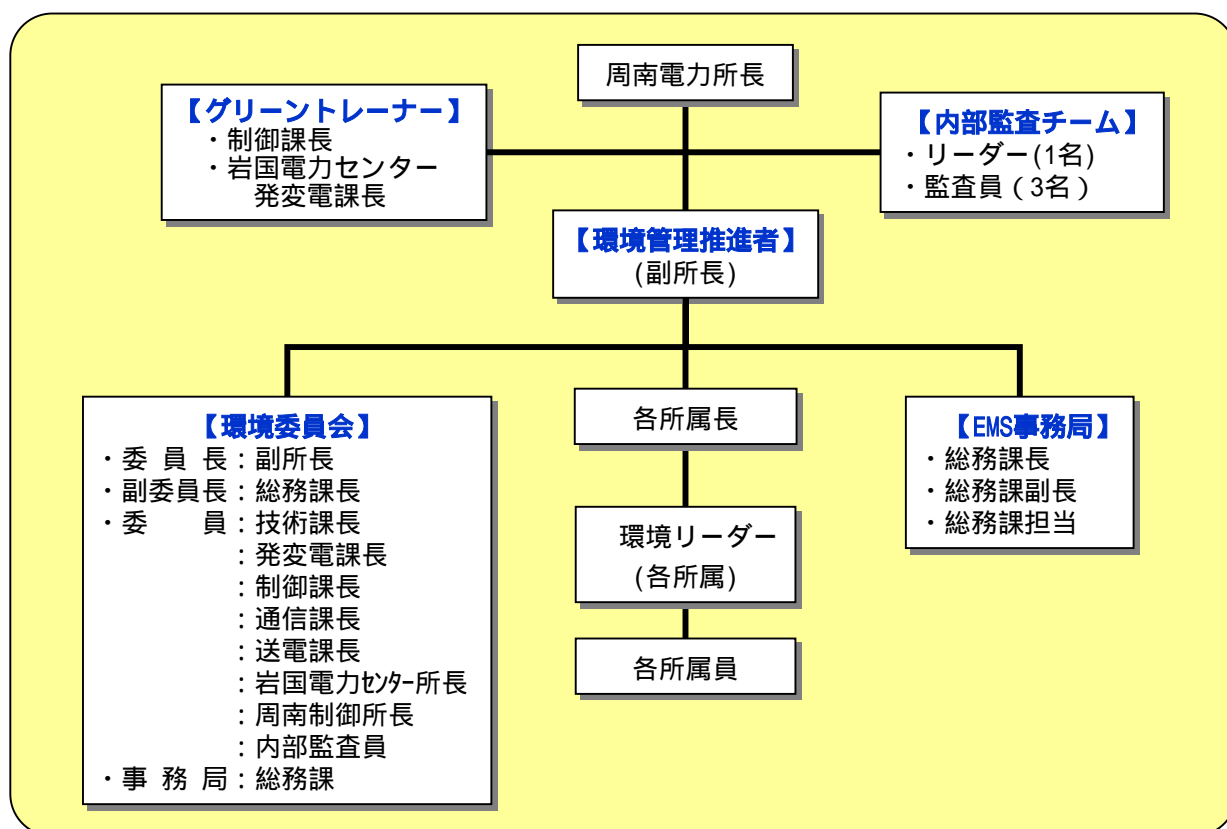 周南電力所長
【グリーントレーナー】
・制御課長
・岩国電力センター
発変電課長
【内部監査チーム】
・リーダー(1名)
・監査員（3名）
【環境管理推進者】
(副所長)
【環境委員会】
・委 員 長：副所長
・副委員長：総務課長
・委　　員：技術課長
：発変電課長
：制御課長
：通信課長
：送電課長
：岩国電力ｾﾝﾀｰ所長
：周南制御所長
：内部監査員
・事 務 局：総務課
各所属長
環境リーダー
(各所属)
各所属員
【EMS事務局】
・総務課長
・総務課副長
・総務課担当